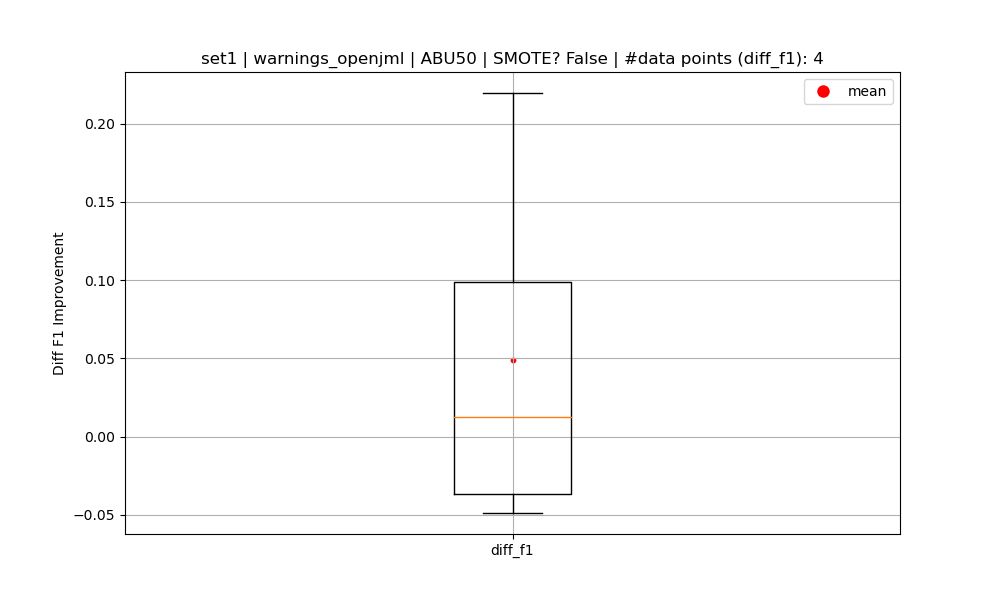 set1 | warnings_openjml | ABU50 | SMOTE? False | #data points (diff_f1): 4
mean
0.20
0.15
0.10
0.05
0.00
−0.05
Diff F1 Improvement
diff_f1